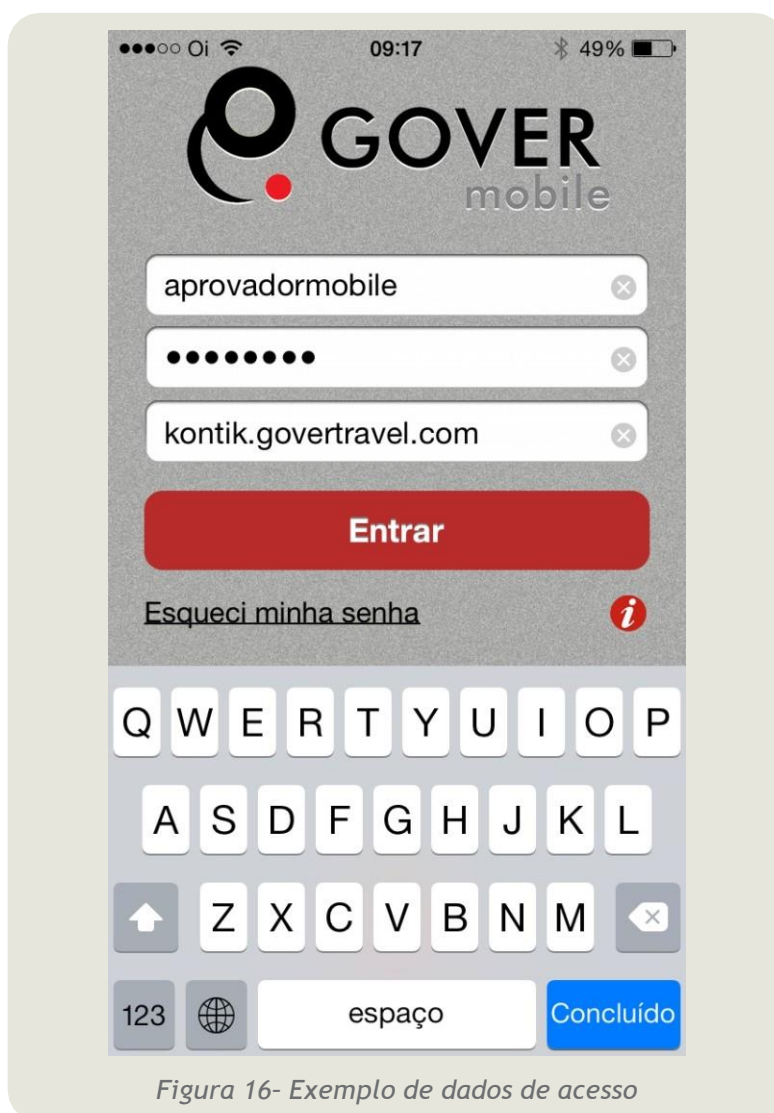 ●●●○○ Oi 09:17 49%
GOVER
mobile
aprovadormobile
●●●●●●●●
kontik.govertravel.com
Entrar
Esqueci minha senha i
Q W E R T Y U I O P
A S D F G H J K L
Z X C V B N M
123 espaço Concluído
Figura 16- Exemplo de dados de acesso